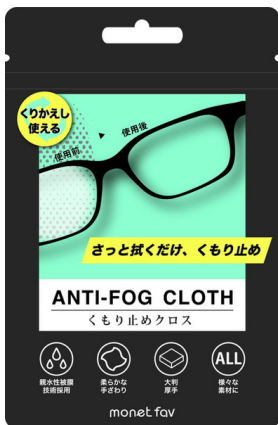 くりかえし
使える
使用前
使用後
さっと拭くだけ、くもり止め
ANTI-FOG CLOTH
くもり止めクロス
ALL
親水性被膜
技術採用
柔らかな
手ざわり
大判
厚手
様々な
素材に
monet fav